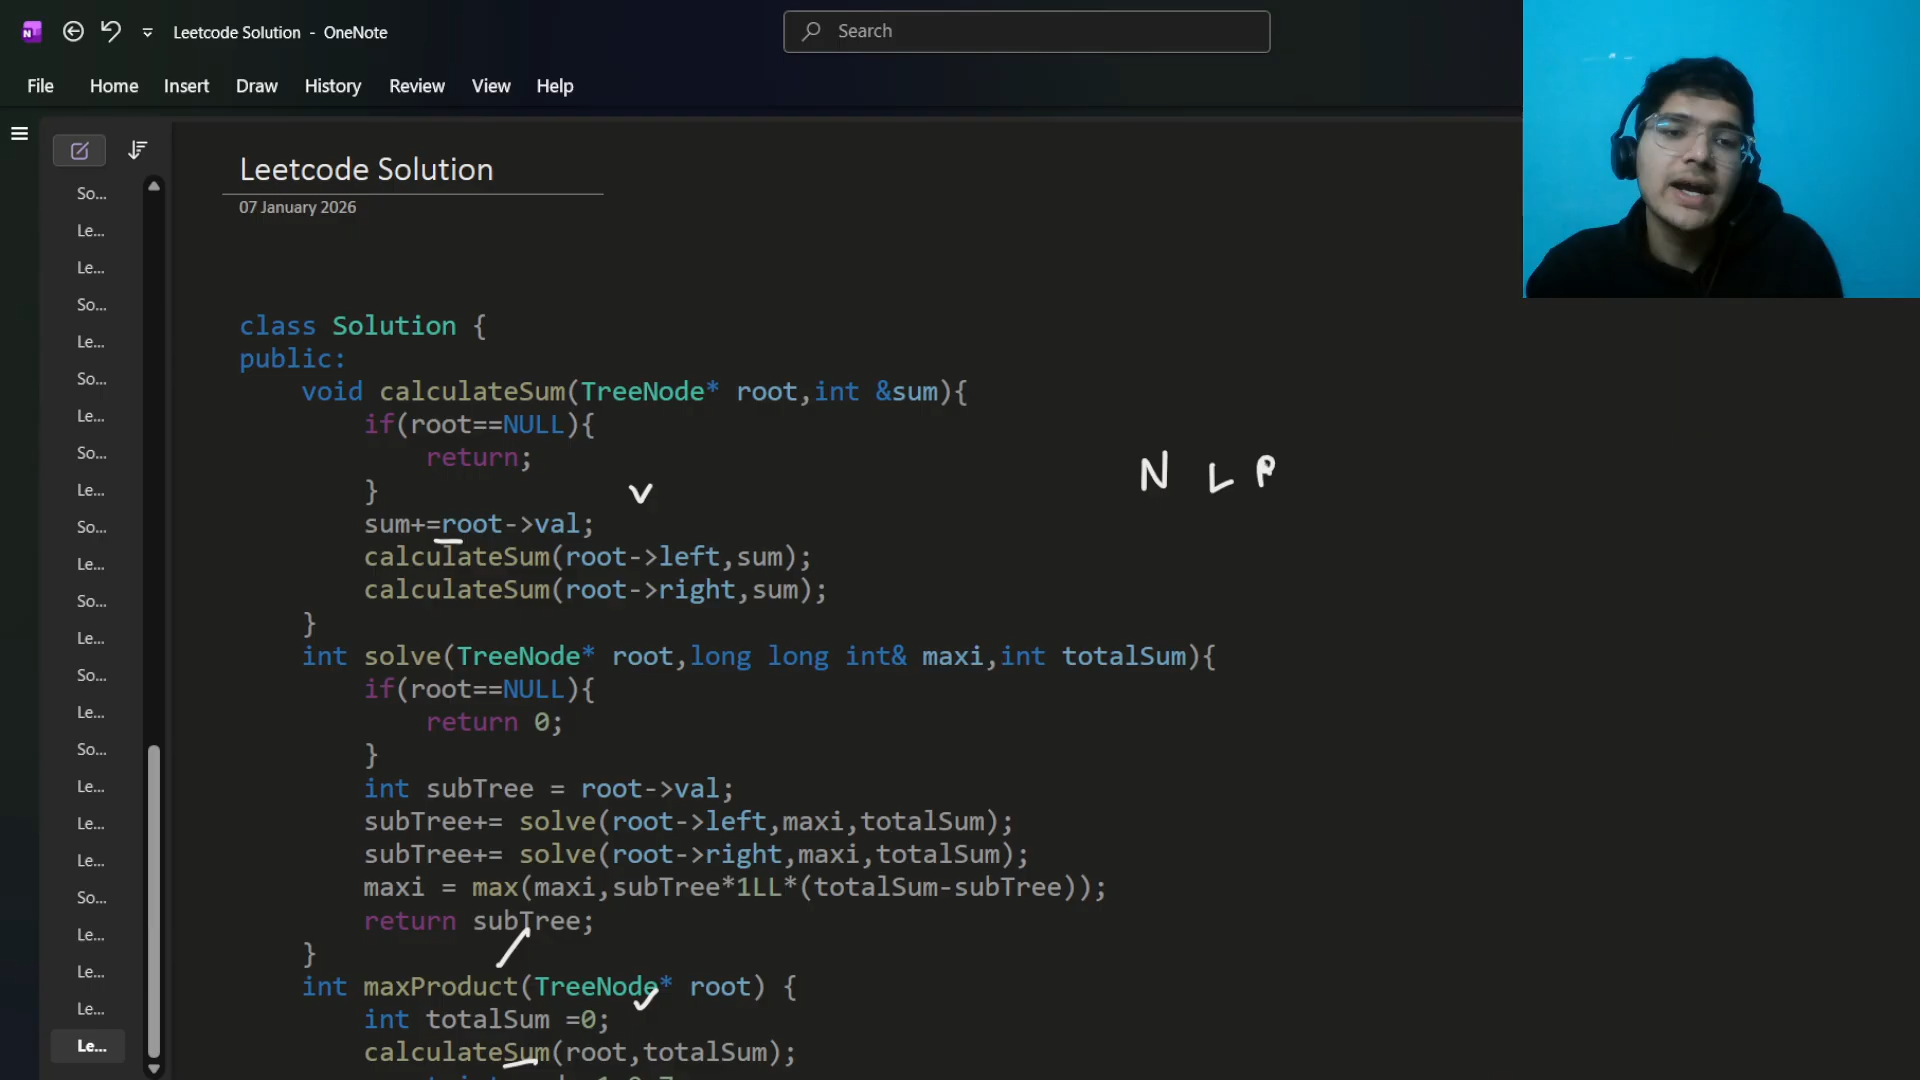 Leetcode Solution - OneNote
Search
File Home Insert Draw History Review View Help
So...
Le...
Le...
So...
Le...
So...
Le...
So...
Le...
So...
Le...
So...
Le...
So...
Le...
So...
Le...
Le...
Le...
So...
Le...
Le...
Le...
Le...
Leetcode Solution
07 January 2026
class Solution {
public:
void calculateSum(TreeNode* root,int &sum){
if(root==NULL){
return;
}
N L R
sum+=root->val;
calculateSum(root->left,sum);
calculateSum(root->right,sum);
}
int solve(TreeNode* root,long long int& maxi,int totalSum){
if(root==NULL){
return 0;
}
int subTree = root->val;
subTree+= solve(root->left,maxi,totalSum);
subTree+= solve(root->right,maxi,totalSum);
maxi = max(maxi,subTree*1LL*(totalSum-subTree));
return subTree;
}
int maxProduct(TreeNode* root) {
int totalSum =0;
calculateSum(root,totalSum);